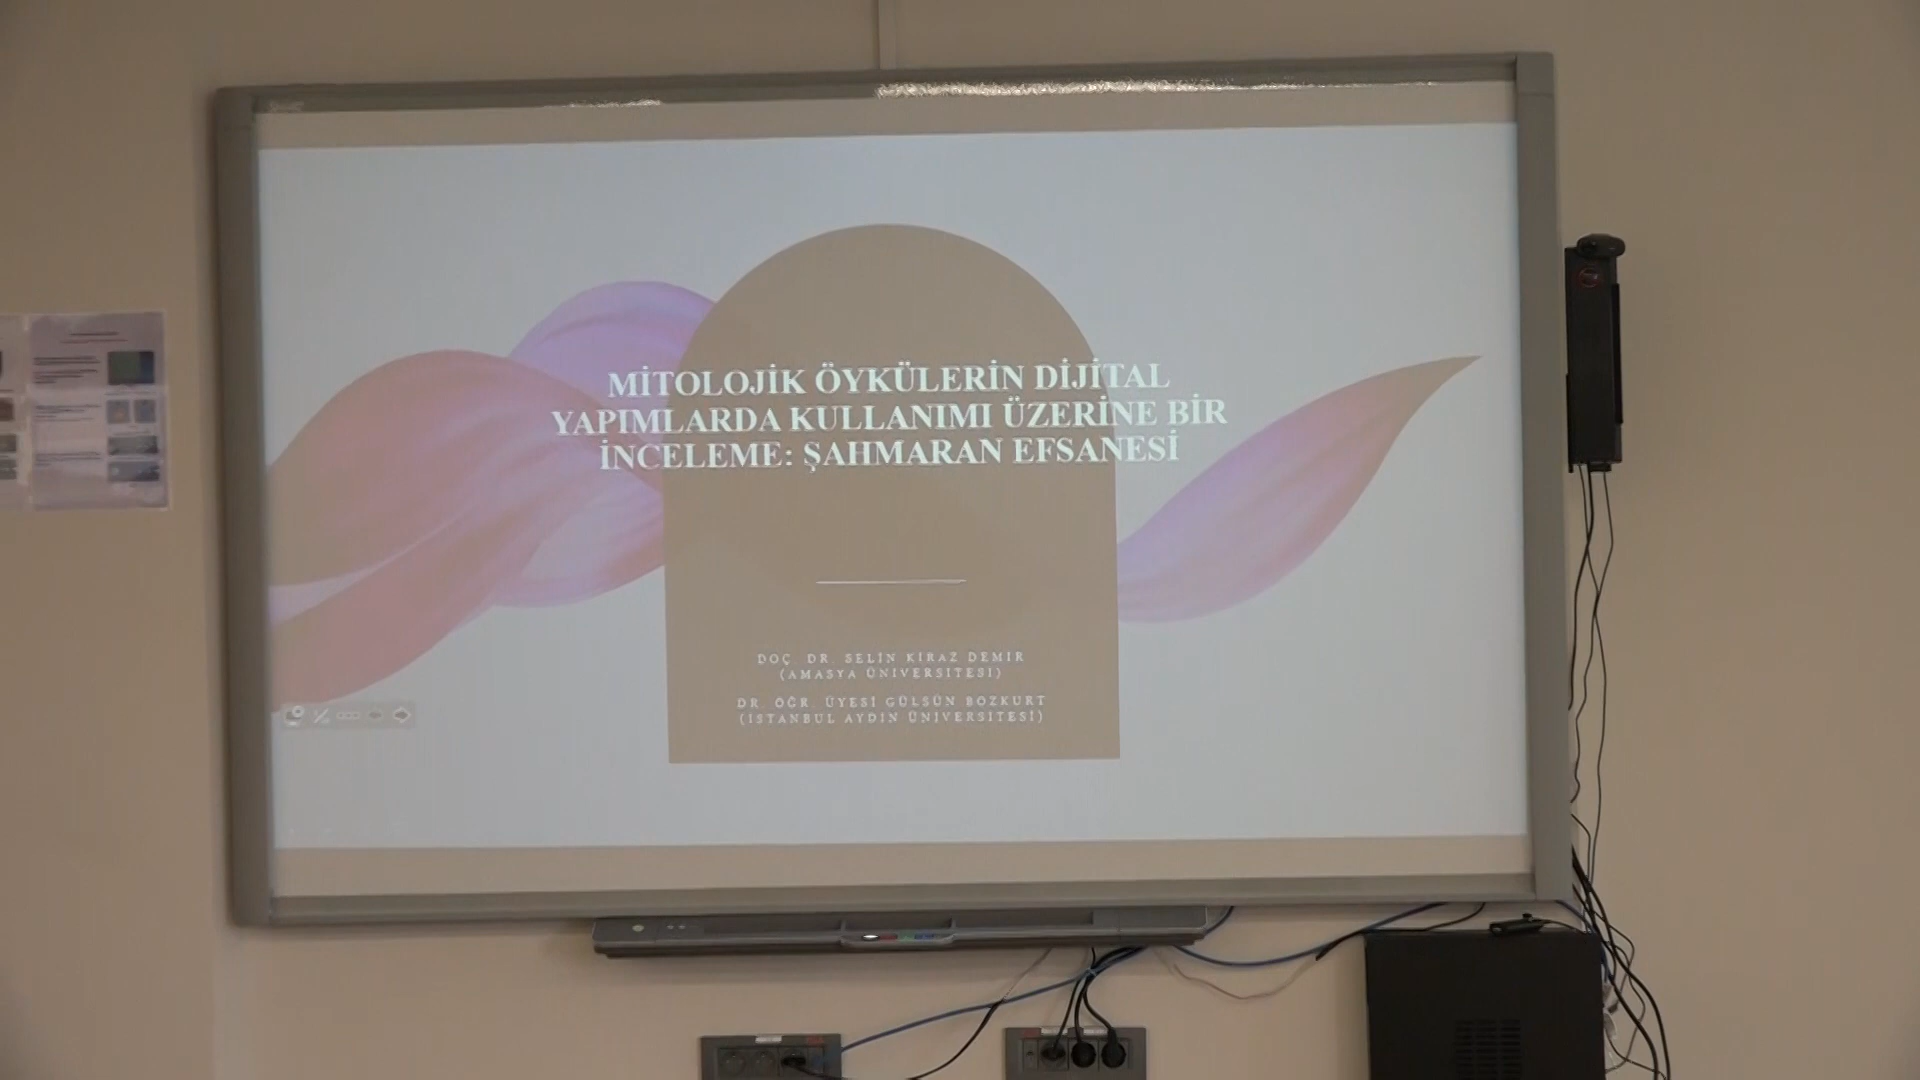 MİTOLOJİK ÖYKÜLERİN DİJİTAL
YAPIMLARDA KULLANIMI ÜZERİNE BİR
İNCELEME: ŞAHMARAN EFSANESİ
DOÇ. DR. SELİN KİRAZ DEMİR
(AMASYA ÜNİVERSİTESİ)
DR. ÖĞR. ÜYESİ GÜLSÜN BOZKURT
(İSTANBUL AYDIN ÜNİVERSİTESİ)